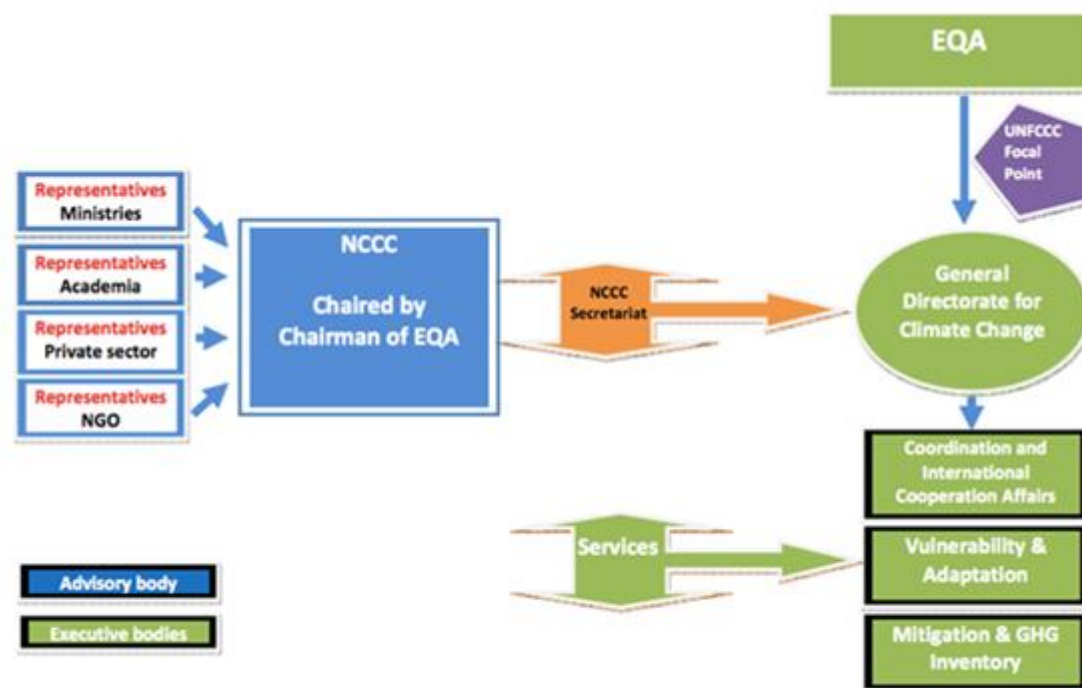 EQA
UNFCCC
Focal
Point
Representatives
Ministries
Representatives
Academia
Representatives
Private sector
Representatives
NGO
NCCC
Chaired by
Chairman of EQA
NCCC
Secretariat
General
Directorate for
Climate Change
Coordination and
International
Cooperation Affairs
Services
Vulnerability &
Adaptation
Mitigation & GHG
Inventory
Advisory body
Executive bodies